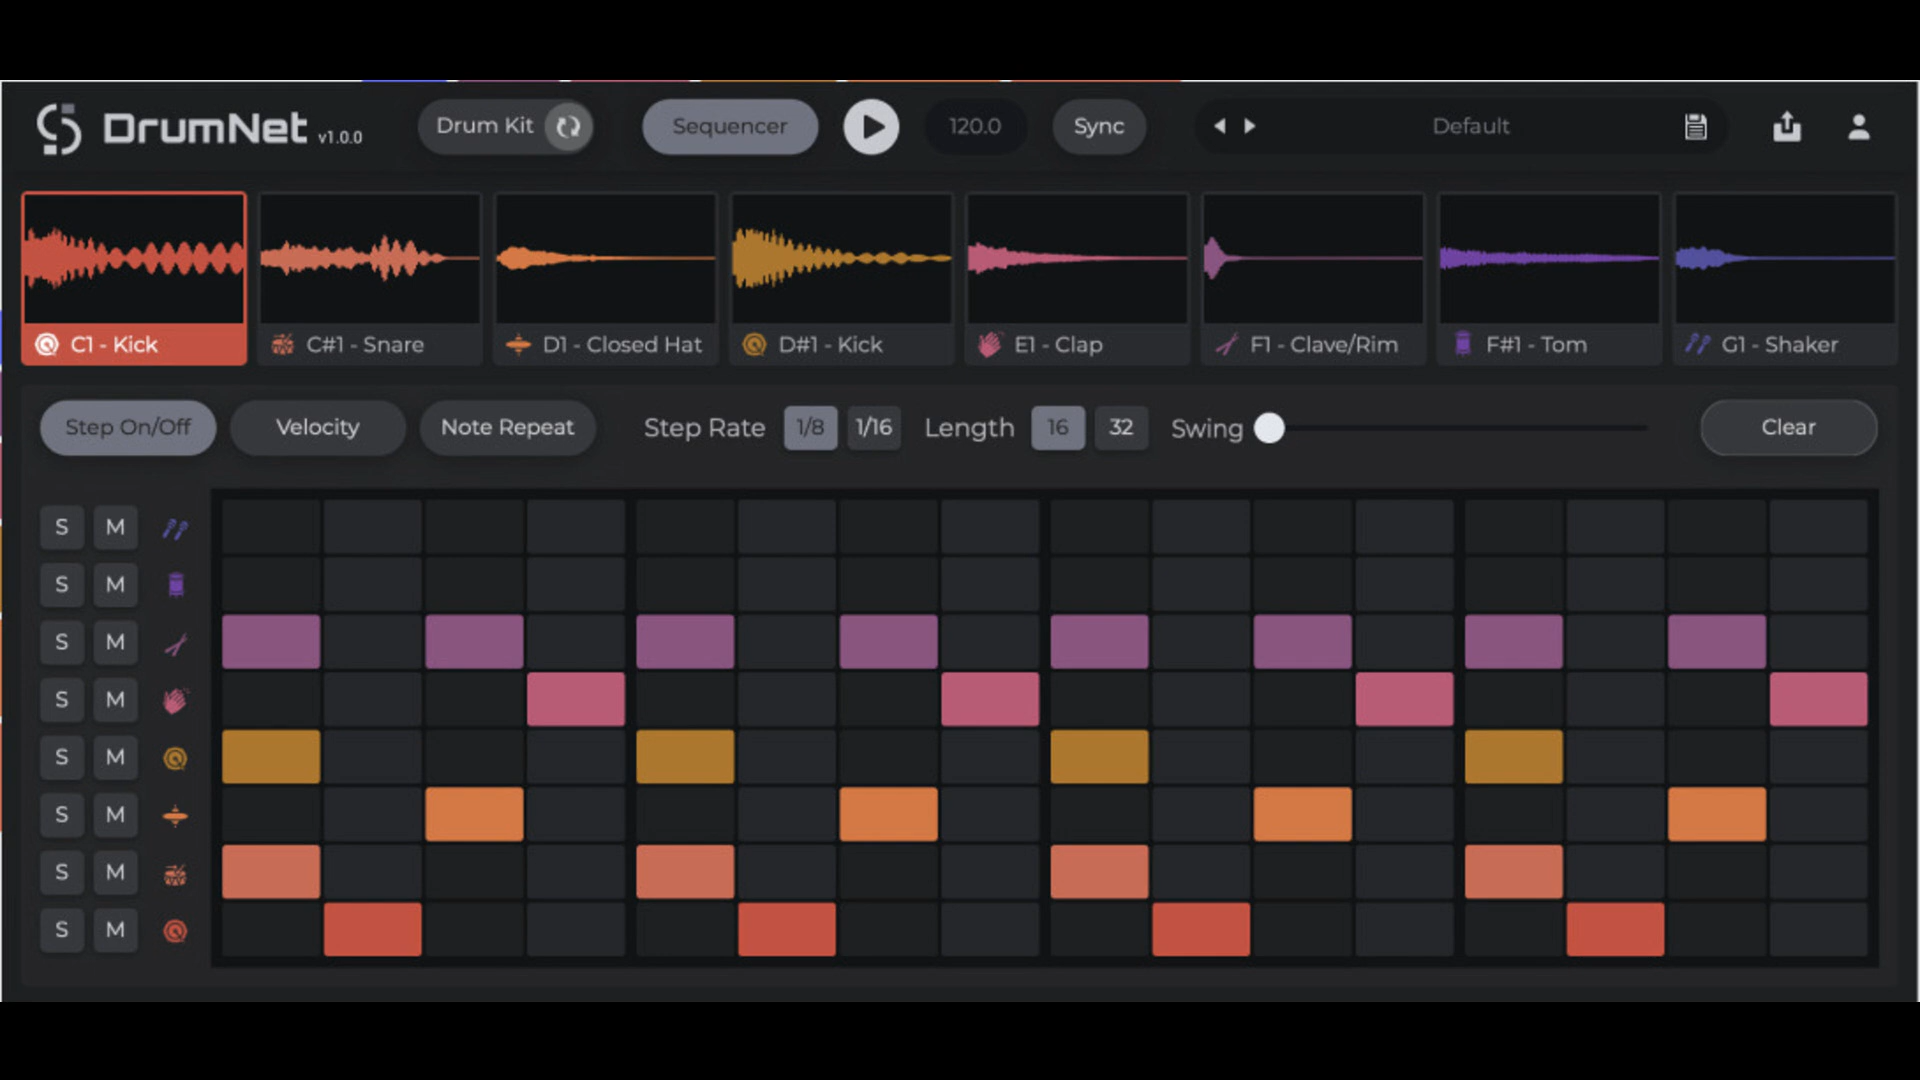 DrumNet v1.0.0
Drum Kit
Sequencer
120.0
Sync
Default
C1 - Kick
C#1 - Snare
D1 - Closed Hat
D#1 - Kick
E1 - Clap
F1 - Clave/Rim
F#1 - Tom
G1 - Shaker
Step On/Off
Velocity
Note Repeat
Step Rate 1/8 1/16
Length 16 32
Swing
Clear
S M
S M
S M
S M
S M
S M
S M
S M